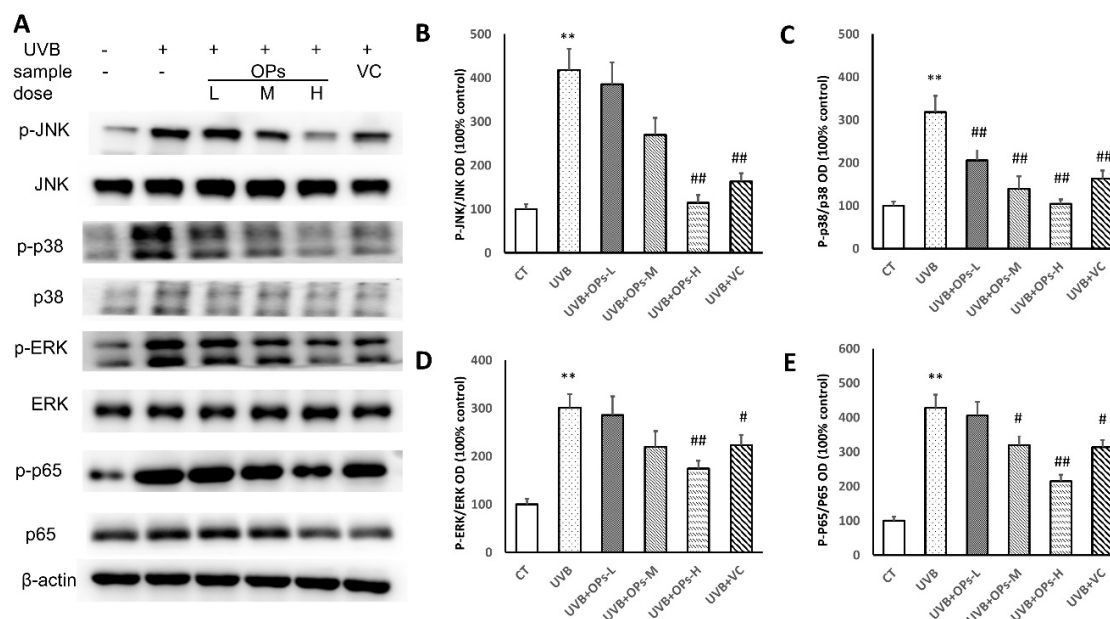 A
UVB - + + + + +
sample - - OPs VC
dose L M H
p-JNK
JNK
p-p38
p38
p-ERK
ERK
p-p65
p65
β-actin
B
P-JNK/JNK OD (100% control)
500
400
300
200
100
0
**
##
##
CT
UVB
UVB+OPs-L
UVB+OPs-M
UVB+OPs-H
UVB+VC
C
P-p38/p38 OD (100% control)
500
400
300
200
100
0
**
##
##
##
##
CT
UVB
UVB+OPs-L
UVB+OPs-M
UVB+OPs-H
UVB+VC
D
P-ERK/ERK OD (100% control)
400
300
200
100
0
**
##
#
CT
UVB
UVB+OPs-L
UVB+OPs-M
UVB+OPs-H
UVB+VC
E
P-P65/P65 OD (100% control)
600
500
400
300
200
100
0
**
#
##
#
CT
UVB
UVB+OPs-L
UVB+OPs-M
UVB+OPs-H
UVB+VC